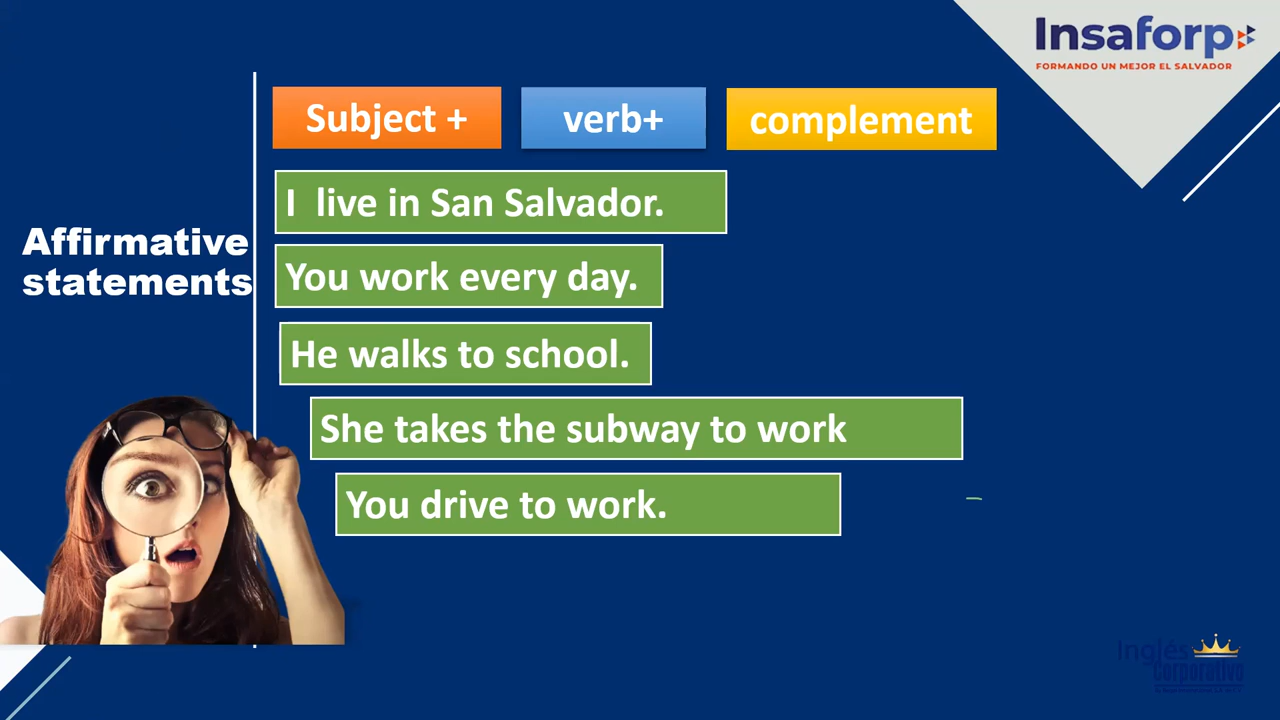 Insaforp
FORMANDO UN MEJOR EL SALVADOR
Subject + verb+ complement
Affirmative
statements
I live in San Salvador.
You work every day.
He walks to school.
She takes the subway to work
You drive to work.
Inglés
Corporativo